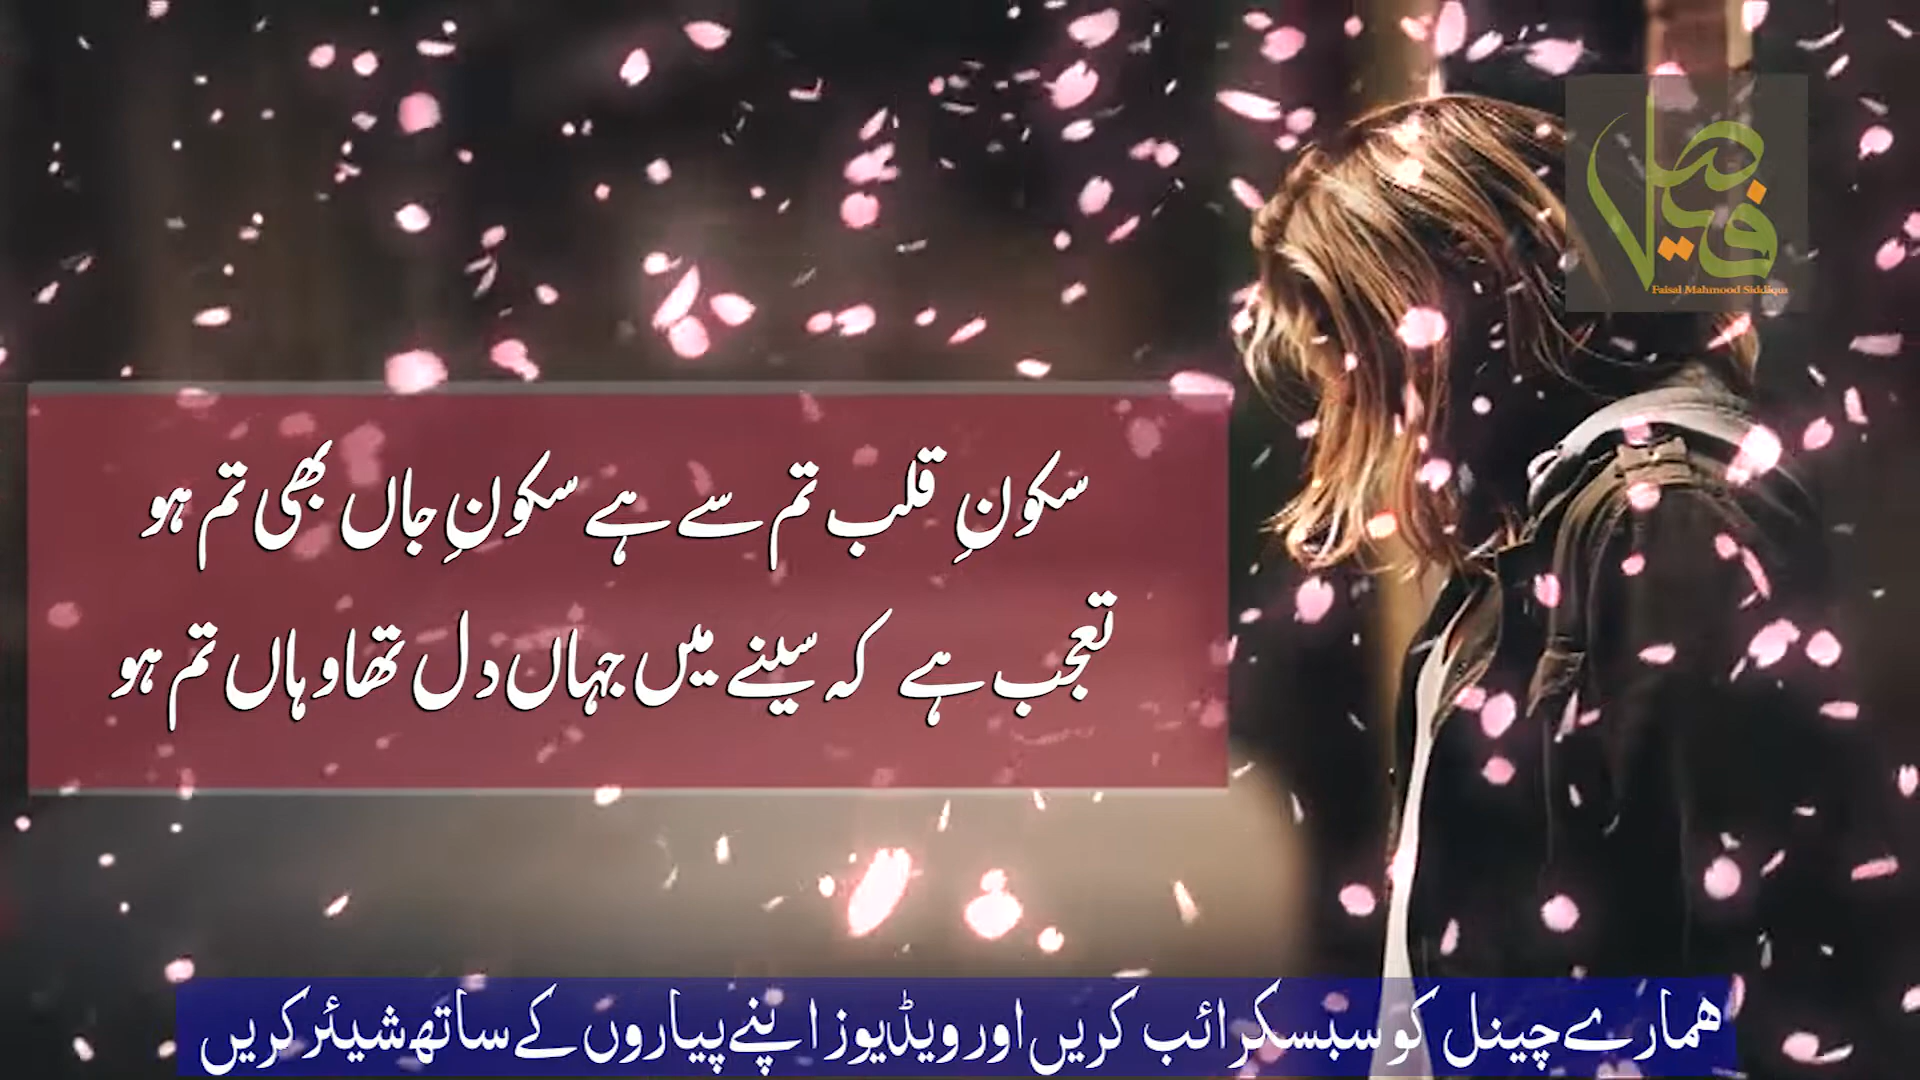 فیصل
Faisal Mahmood Siddiqui
سکونِ قلب تم سے ہے سکونِ جاں بھی تم ہو
تعجب ہے کہ سینے میں جہاں دل تھا وہاں تم ہو
ہمارے چینل کو سبسکرائب کریں اور ویڈیوز اپنے پیاروں کے ساتھ شیئر کریں